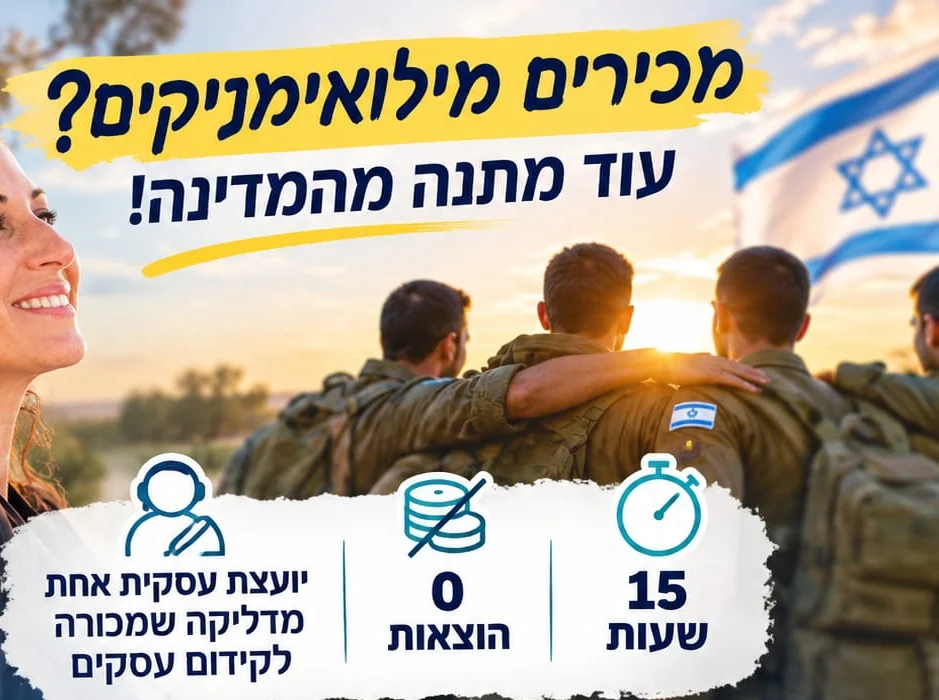 מכירים מילואימניקים?
עוד מתנה מהמדינה!
15
שעות
0
הוצאות
יועצת עסקית אחת
מדליקה שמכורה
לקידום עסקים